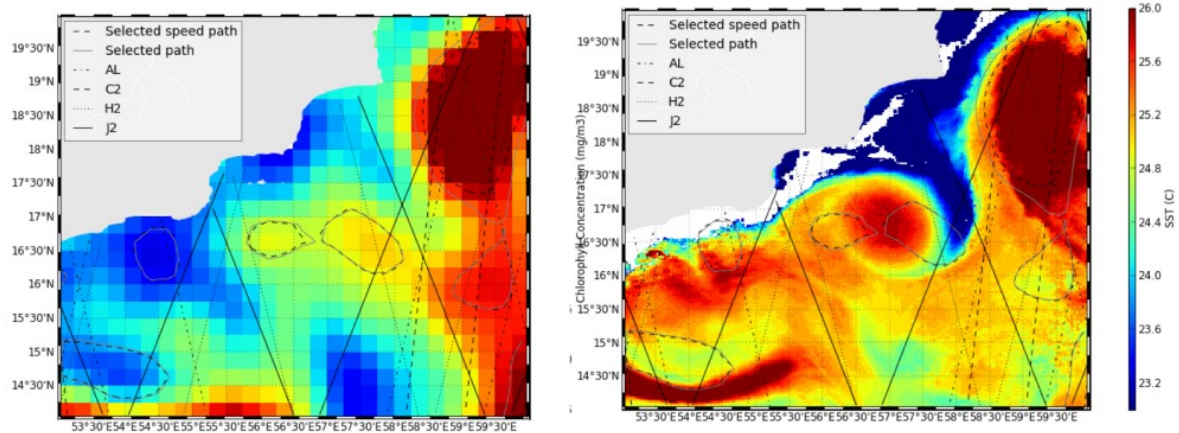 19°30'N
19°N
18°30'N
18°N
17°30'N
17°N
16°30'N
16°N
15°30'N
15°N
14°30'N
53°30'E54°E54°30'E55°E55°30'E56°E56°30'E57°E57°30'E58°E58°30'E59°E59°30'E
Selected speed path
Selected path
AL
C2
H2
J2
Chlorophyll Concentration (mg/m3)
19°30'N
19°N
18°30'N
18°N
17°30'N
17°N
16°30'N
16°N
15°30'N
15°N
14°30'N
53°30'E54°E54°30'E55°E55°30'E56°E56°30'E57°E57°30'E58°E58°30'E59°E59°30'E
Selected speed path
Selected path
AL
C2
H2
J2
26.0
25.6
25.2
24.8
24.4
24.0
23.6
23.2
SST (C)